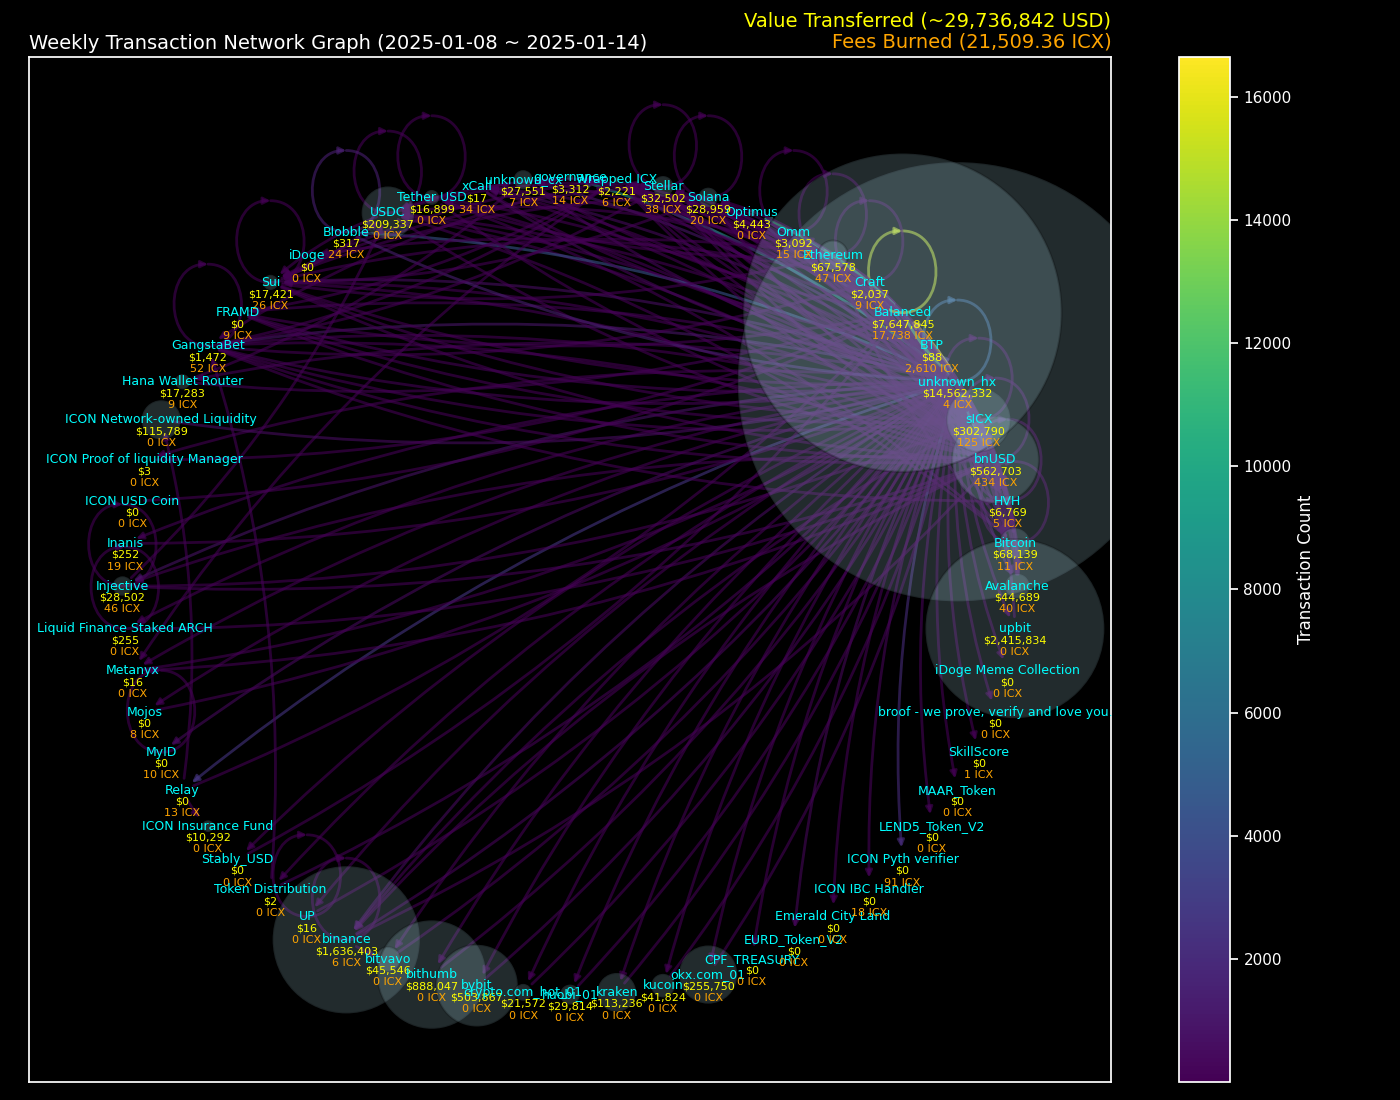 Value Transferred (~29,736,842 USD)
Weekly Transaction Network Graph (2025-01-08 ~ 2025-01-14)
Fees Burned (21,509.36 ICX)
governance
$3,312
14 ICX
unknown_cx
$27,551
7 ICX
Wrapped ICX
$2,221
6 ICX
xCall
$17
34 ICX
Stellar
$32,502
38 ICX
Tether USD
$16,899
0 ICX
Solana
$28,959
20 ICX
USDC
$209,337
0 ICX
Optimus
$4,443
0 ICX
Blobble
$317
24 ICX
Omm
$3,092
15 ICX
iDoge
$0
0 ICX
Ethereum
$67,578
47 ICX
Sui
$17,421
26 ICX
Craft
$2,037
9 ICX
FRAMD
$0
9 ICX
Balanced
$7,647,845
17,738 ICX
GangstaBet
$1,472
52 ICX
BTP
$88
2,610 ICX
Hana Wallet Router
$17,283
9 ICX
unknown_hx
$14,562,332
4 ICX
ICON Network-owned Liquidity
$115,789
0 ICX
sICX
$302,790
125 ICX
ICON Proof of liquidity Manager
$3
0 ICX
bnUSD
$562,703
434 ICX
ICON USD Coin
$0
0 ICX
HVH
$6,769
5 ICX
Inanis
$252
19 ICX
Bitcoin
$68,139
11 ICX
Injective
$28,502
46 ICX
Avalanche
$44,689
40 ICX
Liquid Finance Staked ARCH
$255
0 ICX
upbit
$2,415,834
0 ICX
Metanyx
$16
0 ICX
iDoge Meme Collection
$0
0 ICX
Mojos
$0
8 ICX
broof - we prove, verify and love you
$0
0 ICX
MyID
$0
10 ICX
SkillScore
$0
1 ICX
Relay
$0
13 ICX
MAAR_Token
$0
0 ICX
ICON Insurance Fund
$10,292
0 ICX
LEND5_Token_V2
$0
0 ICX
Stably_USD
$0
0 ICX
ICON Pyth verifier
$0
91 ICX
Token Distribution
$2
0 ICX
ICON IBC Handler
$0
18 ICX
UP
$16
0 ICX
Emerald City Land
$0
0 ICX
binance
$1,636,403
6 ICX
EURD_Token_V2
$0
0 ICX
bitvavo
$45,546
0 ICX
CPF_TREASURY
$0
0 ICX
bithumb
$888,047
0 ICX
okx.com_01
$255,750
0 ICX
bybit
$503,867
0 ICX
kucoin
$41,824
0 ICX
crypto.com_hot_01
$21,572
0 ICX
huobi-01
$29,814
0 ICX
kraken
$113,236
0 ICX
16000
14000
12000
10000
8000
6000
4000
2000
Transaction Count